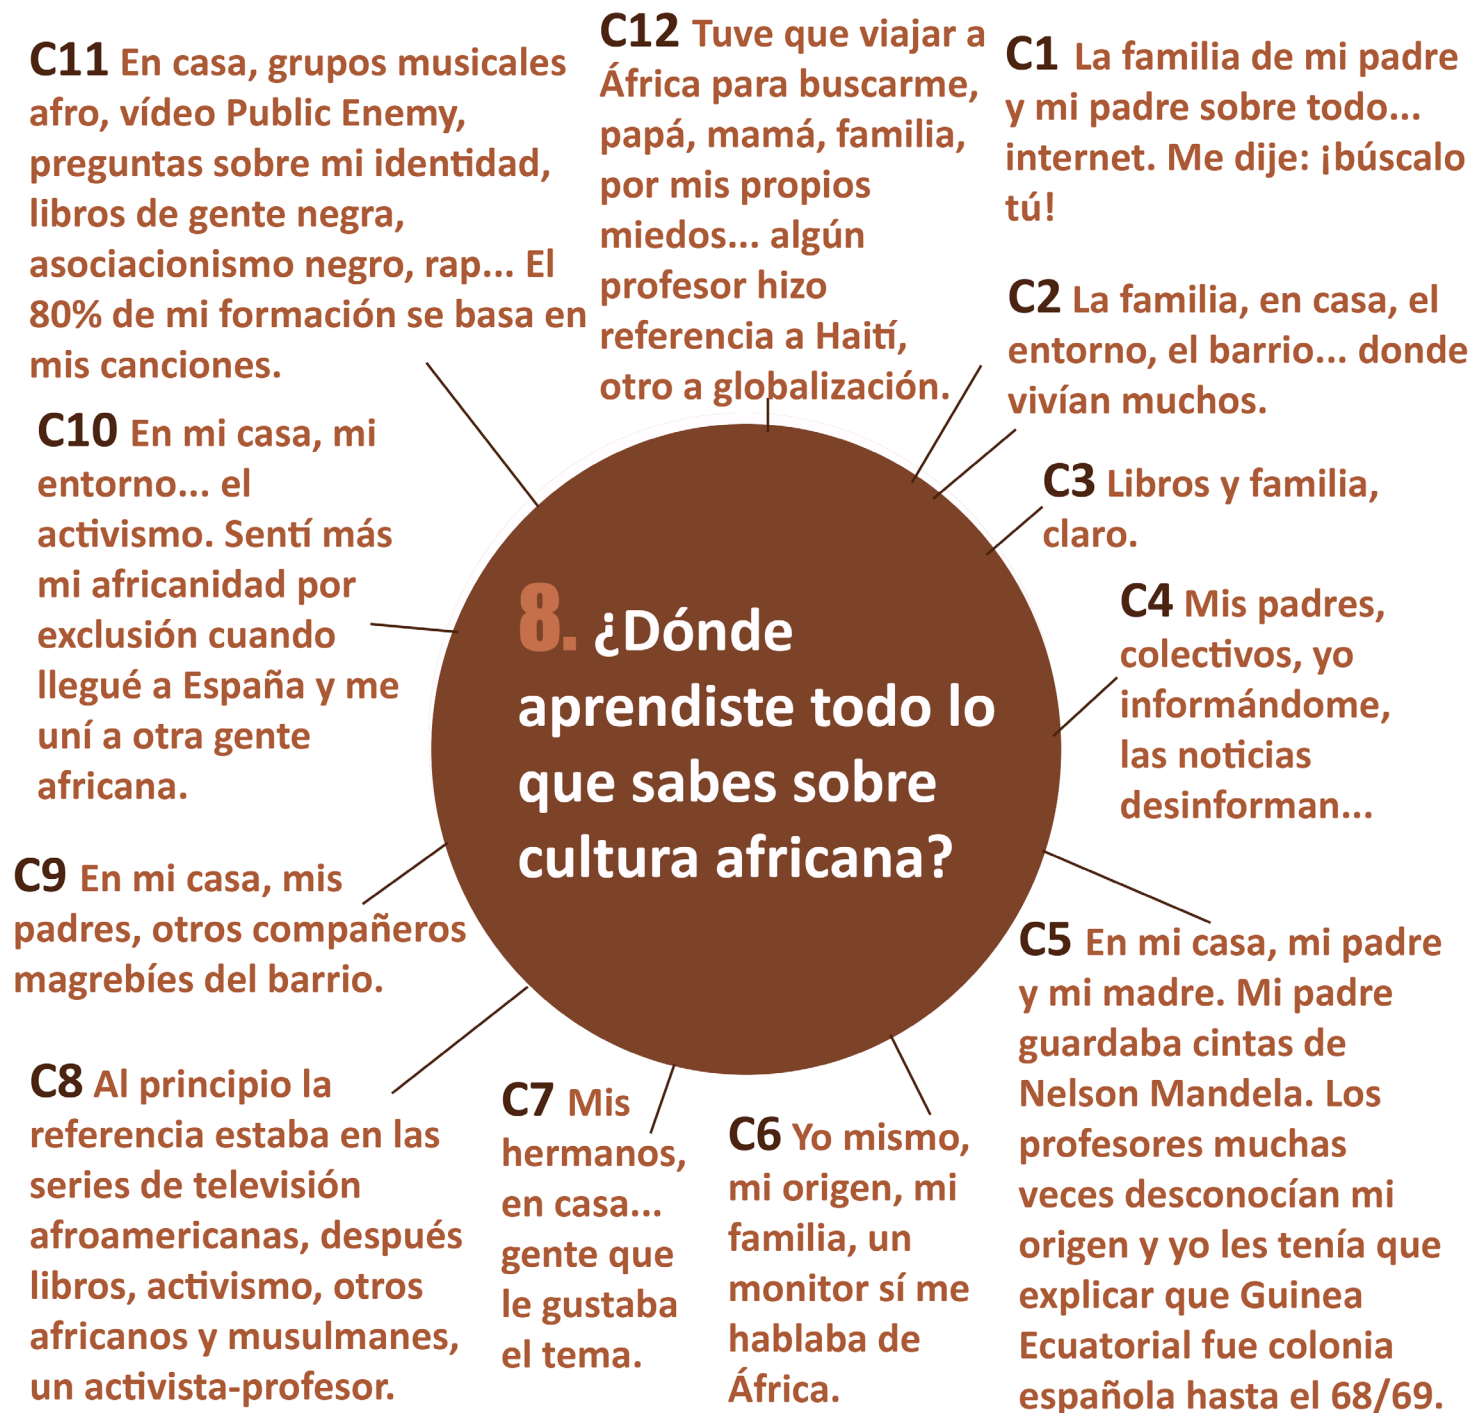 8. ¿Dónde
aprendiste todo lo
que sabes sobre
cultura africana?
C1 La familia de mi padre
y mi padre sobre todo...
internet. Me dije: ¡búscalo
tú!
C2 La familia, en casa, el
entorno, el barrio... donde
vivían muchos.
C3 Libros y familia,
claro.
C4 Mis padres,
colectivos, yo
informándome,
las noticias
desinforman...
C5 En mi casa, mi padre
y mi madre. Mi padre
guardaba cintas de
Nelson Mandela. Los
profesores muchas
veces desconocían mi
origen y yo les tenía que
explicar que Guinea
Ecuatorial fue colonia
española hasta el 68/69.
C6 Yo mismo,
mi origen, mi
familia, un
monitor sí me
hablaba de
África.
C7 Mis
hermanos,
en casa...
gente que
le gustaba
el tema.
C8 Al principio la
referencia estaba en las
series de televisión
afroamericanas, después
libros, activismo, otros
africanos y musulmanes,
un activista-profesor.
C9 En mi casa, mis
padres, otros compañeros
magrebíes del barrio.
C10 En mi casa, mi
entorno... el
activismo. Sentí más
mi africanidad por
exclusión cuando
llegué a España y me
uní a otra gente
africana.
C11 En casa, grupos musicales
afro, vídeo Public Enemy,
preguntas sobre mi identidad,
libros de gente negra,
asociacionismo negro, rap... El
80% de mi formación se basa en
mis canciones.
C12 Tuve que viajar a
África para buscarme,
papá, mamá, familia,
por mis propios
miedos... algún
profesor hizo
referencia a Haití,
otro a globalización.